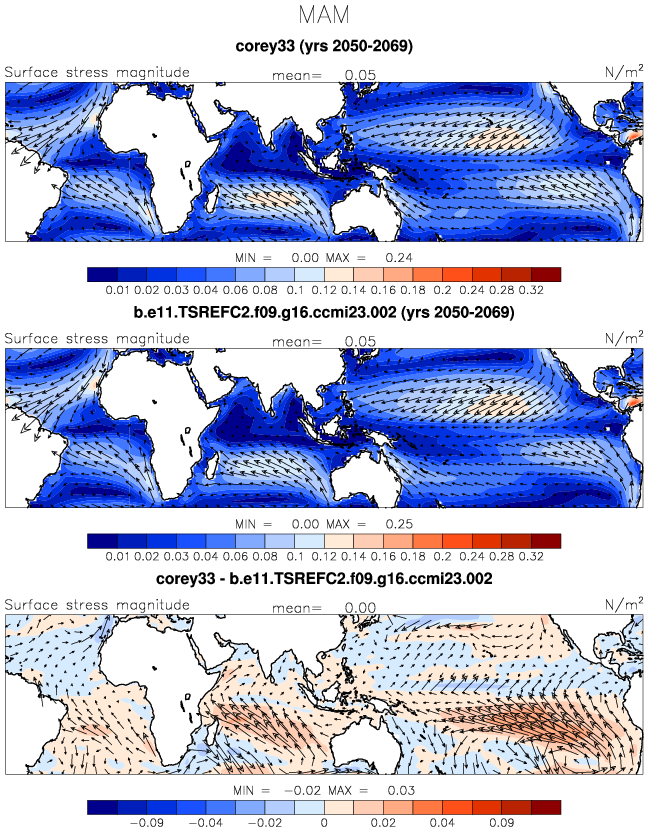 MAM
corey33 (yrs 2050-2069)
Surface stress magnitude mean= 0.05 N/m2
MIN = 0.00 MAX = 0.24
0.01 0.02 0.03 0.04 0.06 0.08 0.1 0.12 0.14 0.16 0.18 0.2 0.24 0.28 0.32
b.e11.TSREFC2.f09.g16.ccmi23.002 (yrs 2050-2069)
Surface stress magnitude mean= 0.05 N/m2
MIN = 0.00 MAX = 0.25
0.01 0.02 0.03 0.04 0.06 0.08 0.1 0.12 0.14 0.16 0.18 0.2 0.24 0.28 0.32
corey33 - b.e11.TSREFC2.f09.g16.ccmi23.002
Surface stress magnitude mean= 0.00 N/m2
MIN = −0.02 MAX = 0.03
−0.09 −0.04 −0.02 0 0.02 0.04 0.09